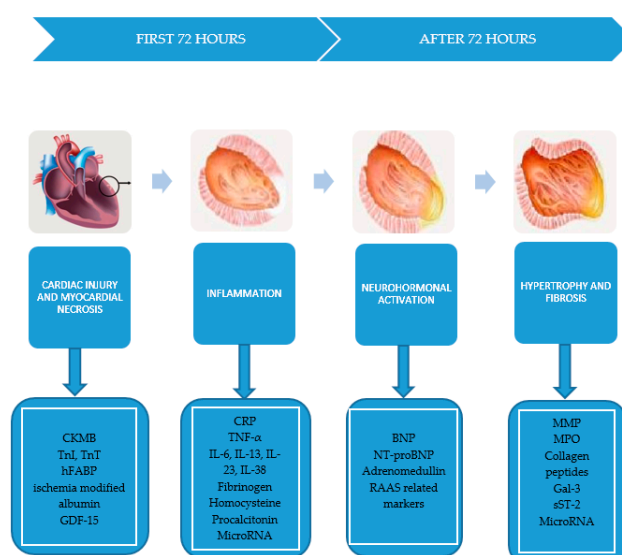 FIRST 72 HOURS
AFTER 72 HOURS
CARDIAC INJURY
AND MYOCARDIAL
NECROSIS
INFLAMMATION
NEUROHORMONAL
ACTIVATION
HYPERTROPHY AND
FIBROSIS
CKMB
TnI, TnT
hFABP
ischemia modified
albumin
GDF-15
CRP
TNF-α
IL-6, IL-13, IL-
23, IL-38
Fibrinogen
Homocysteine
Procalcitonin
MicroRNA
BNP
NT-proBNP
Adrenomedullin
RAAS related
markers
MMP
MPO
Collagen
peptides
Gal-3
sST-2
MicroRNA